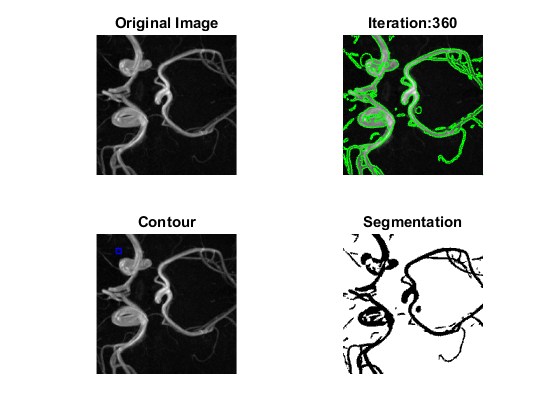 Original Image
Iteration:360
Contour
Segmentation